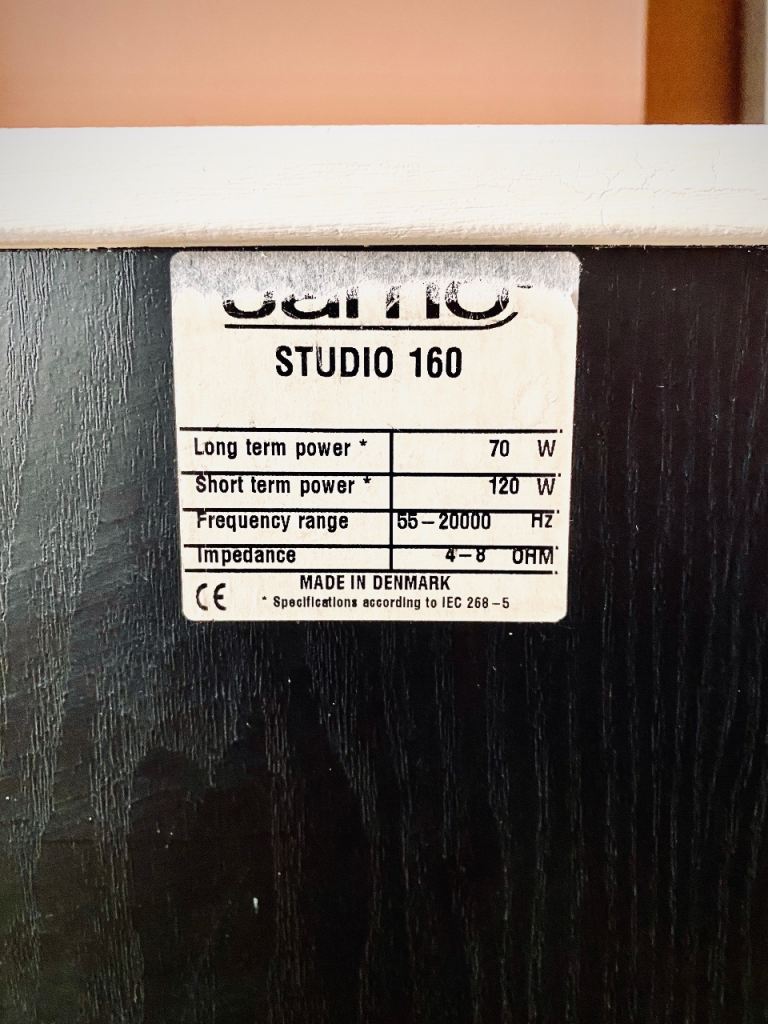 Jamo
STUDIO 160
Long term power * 70 W
Short term power * 120 W
Frequency range 55–20000 Hz
Impedance 4–8 OHM
MADE IN DENMARK
CE * Specifications according to IEC 268–5